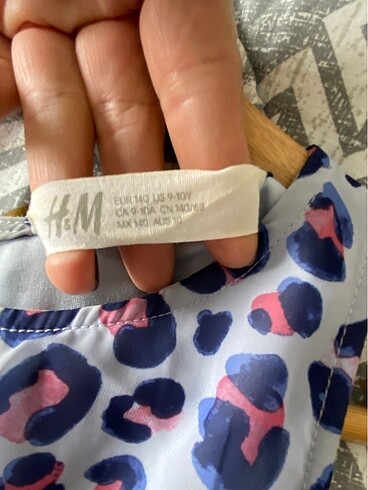 H&M
EUR 140 US 9-10Y
CA 9-10A CN 140/68
MX 140 AUS 10